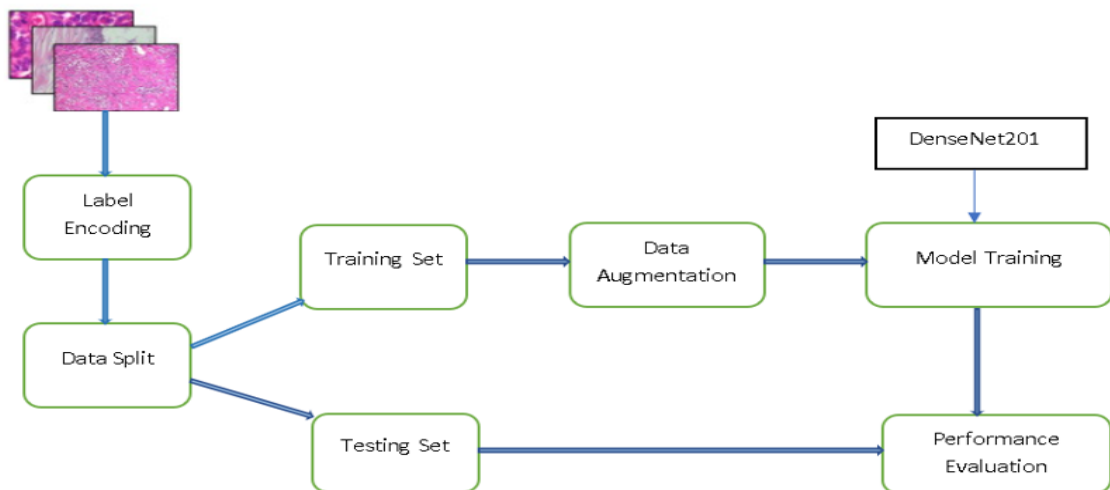 DenseNet201
Label
Encoding
Training Set
Data
Augmentation
Model Training
Data Split
Testing Set
Performance
Evaluation